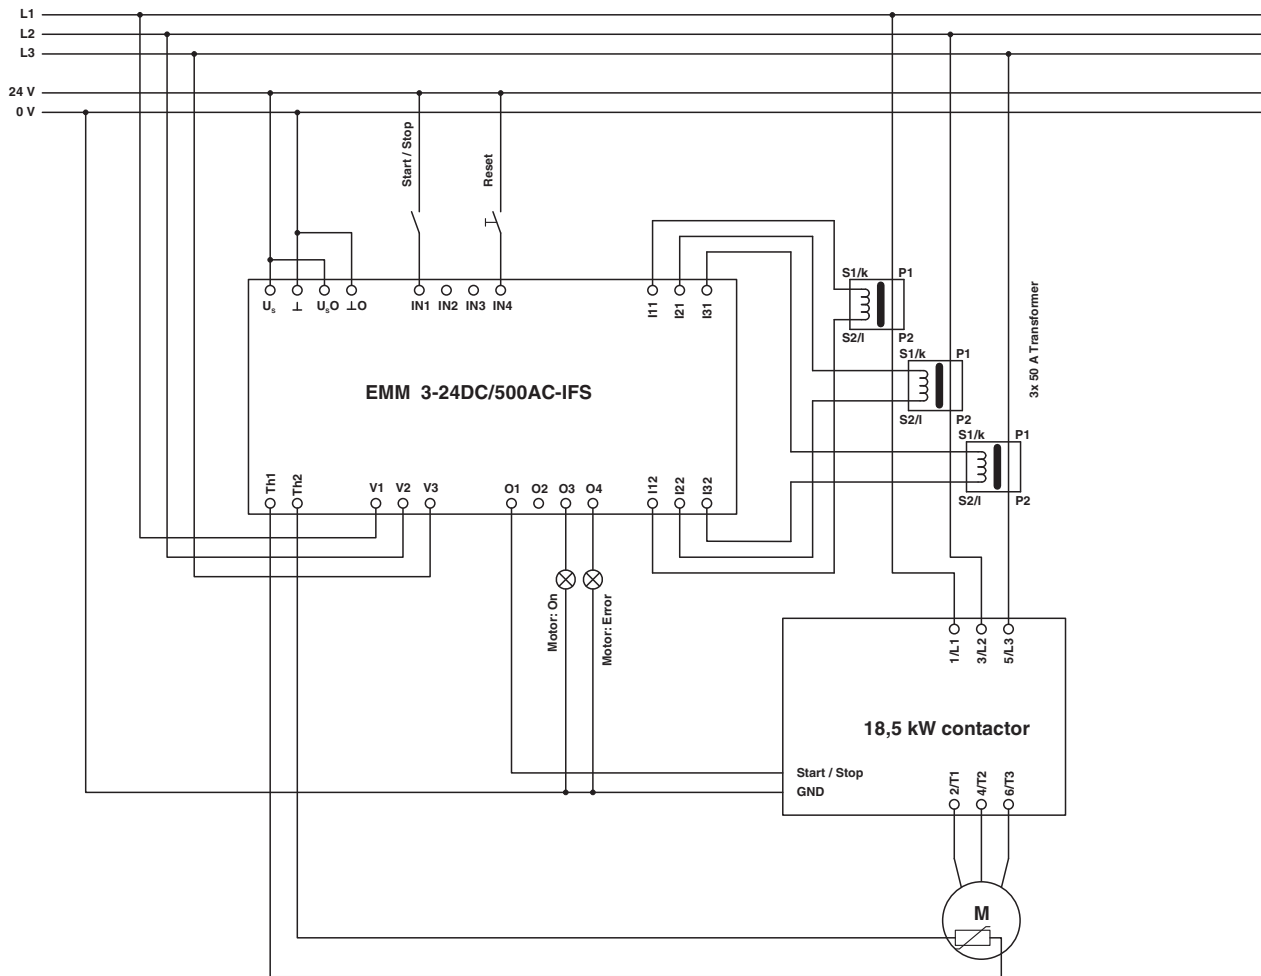 L1
L2
L3
24 V
0 V
Start / Stop
Reset
S1/k P1
S2/l P2
S1/k P1
S2/l P2
S1/k P1
S2/l P2
3x 50 A Transformer
Us ⊥ UsO ⊥O IN1 IN2 IN3 IN4 I11 I21 I31
EMM 3-24DC/500AC-IFS
Th1 Th2 V1 V2 V3 O1 O2 O3 O4 I12 I22 I32
Motor: On
Motor: Error
1/L1 3/L2 5/L3
18,5 kW contactor
Start / Stop
GND
2/T1 4/T2 6/T3
M